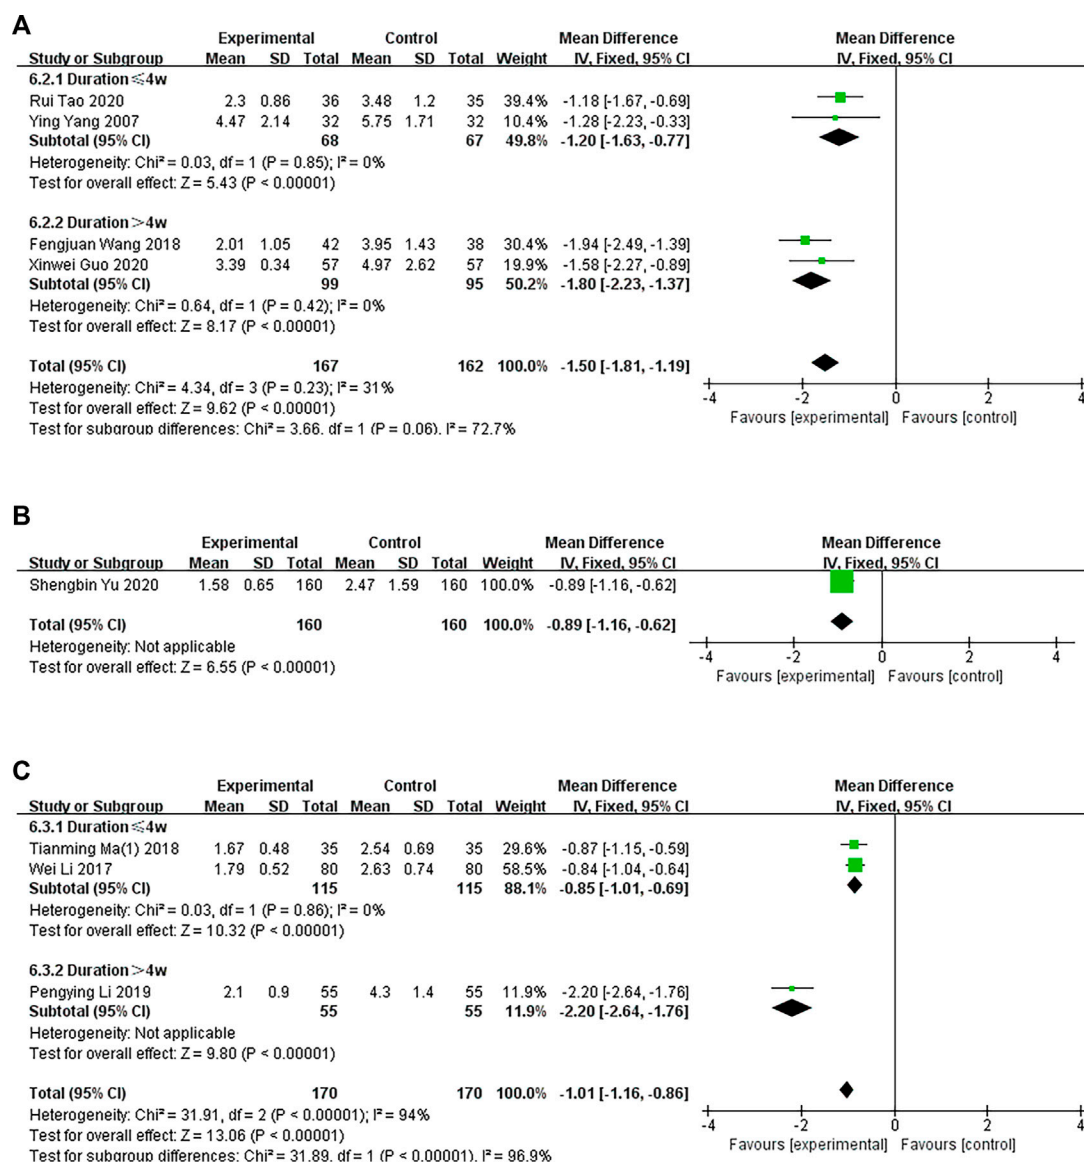 A
Experimental Control Mean Difference Mean Difference
Study or Subgroup Mean SD Total Mean SD Total Weight IV, Fixed, 95% CI IV, Fixed, 95% CI
6.2.1 Duration ≤4w
Rui Tao 2020 2.3 0.86 36 3.48 1.2 35 39.4% -1.18 [-1.67, -0.69]
Ying Yang 2007 4.47 2.14 32 5.75 1.71 32 10.4% -1.28 [-2.23, -0.33]
Subtotal (95% CI) 68 67 49.8% -1.20 [-1.63, -0.77]
Heterogeneity: Chi² = 0.03, df = 1 (P = 0.85); I² = 0%
Test for overall effect: Z = 5.43 (P < 0.00001)
6.2.2 Duration >4w
Fengjuan Wang 2018 2.01 1.05 42 3.95 1.43 38 30.4% -1.94 [-2.49, -1.39]
Xinwei Guo 2020 3.39 0.34 57 4.97 2.62 57 19.9% -1.58 [-2.27, -0.89]
Subtotal (95% CI) 99 95 50.2% -1.80 [-2.23, -1.37]
Heterogeneity: Chi² = 0.64, df = 1 (P = 0.42); I² = 0%
Test for overall effect: Z = 8.17 (P < 0.00001)
Total (95% CI) 167 162 100.0% -1.50 [-1.81, -1.19]
Heterogeneity: Chi² = 4.34, df = 3 (P = 0.23); I² = 31%
Test for overall effect: Z = 9.62 (P < 0.00001)
Test for subgroup differences: Chi² = 3.66, df = 1 (P = 0.06), I² = 72.7%
-4 -2 0 2 4
Favours [experimental] Favours [control]
B
Experimental Control Mean Difference Mean Difference
Study or Subgroup Mean SD Total Mean SD Total Weight IV, Fixed, 95% CI IV, Fixed, 95% CI
Shengbin Yu 2020 1.58 0.65 160 2.47 1.59 160 100.0% -0.89 [-1.16, -0.62]
Total (95% CI) 160 160 100.0% -0.89 [-1.16, -0.62]
Heterogeneity: Not applicable
Test for overall effect: Z = 6.55 (P < 0.00001)
-4 -2 0 2 4
Favours [experimental] Favours [control]
C
Experimental Control Mean Difference Mean Difference
Study or Subgroup Mean SD Total Mean SD Total Weight IV, Fixed, 95% CI IV, Fixed, 95% CI
6.3.1 Duration ≤4w
Tianming Ma(1) 2018 1.67 0.48 35 2.54 0.69 35 29.6% -0.87 [-1.15, -0.59]
Wei Li 2017 1.79 0.52 80 2.63 0.74 80 58.5% -0.84 [-1.04, -0.64]
Subtotal (95% CI) 115 115 88.1% -0.85 [-1.01, -0.69]
Heterogeneity: Chi² = 0.03, df = 1 (P = 0.86); I² = 0%
Test for overall effect: Z = 10.32 (P < 0.00001)
6.3.2 Duration >4w
Pengying Li 2019 2.1 0.9 55 4.3 1.4 55 11.9% -2.20 [-2.64, -1.76]
Subtotal (95% CI) 55 55 11.9% -2.20 [-2.64, -1.76]
Heterogeneity: Not applicable
Test for overall effect: Z = 9.80 (P < 0.00001)
Total (95% CI) 170 170 100.0% -1.01 [-1.16, -0.86]
Heterogeneity: Chi² = 31.91, df = 2 (P < 0.00001); I² = 94%
Test for overall effect: Z = 13.06 (P < 0.00001)
Test for subgroup differences: Chi² = 31.89, df = 1 (P < 0.00001), I² = 96.9%
-4 -2 0 2 4
Favours [experimental] Favours [control]